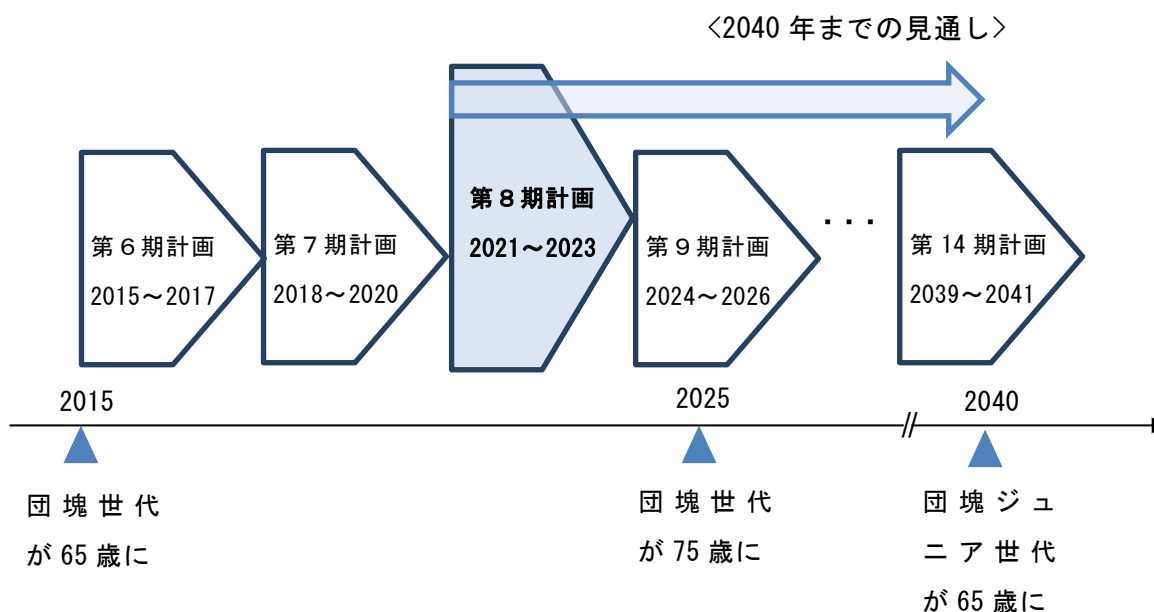 <2040 年までの見通し>
第６期計画
2015～2017
第７期計画
2018～2020
第８期計画
2021～2023
第９期計画
2024～2026
・・・
第 14 期計画
2039～2041
2015
2025
2040
団塊世代
が 65 歳に
団塊世代
が 75 歳に
団塊ジュ
ニア世代
が 65 歳に